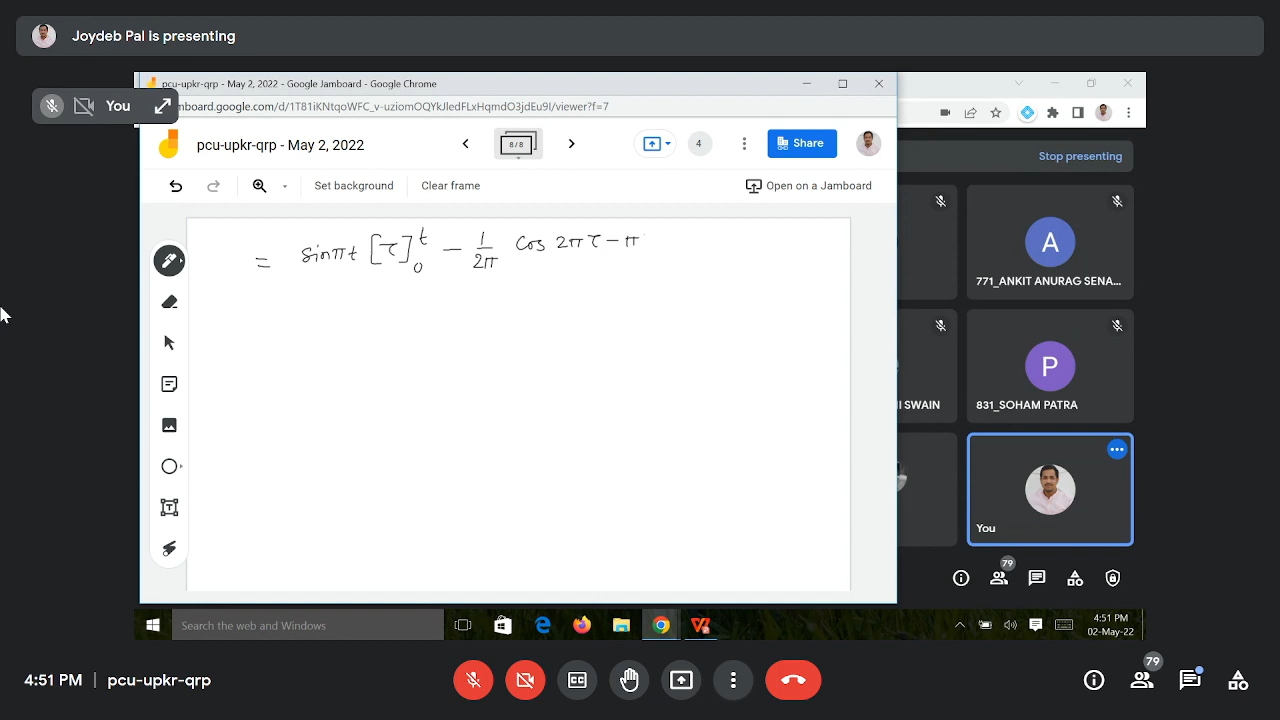 Joydeb Pal is presenting
pcu-upkr-qrp - May 2, 2022 - Google Jamboard - Google Chrome
You
mboard.google.com/d/1T81iKNtqoWFC_v-uziomOQYkJledFLxHqmdO3jdEu9I/viewer?f=7
pcu-upkr-qrp - May 2, 2022
8/8
4
Share
Stop presenting
Set background
Clear frame
Open on a Jamboard
= sinπt [τ]₀ᵗ − 1/2π cos 2πτ − π
A
771_ANKIT ANURAG SENA...
P
I SWAIN
831_SOHAM PATRA
You
79
Search the web and Windows
4:51 PM
02-May-22
4:51 PM | pcu-upkr-qrp
79